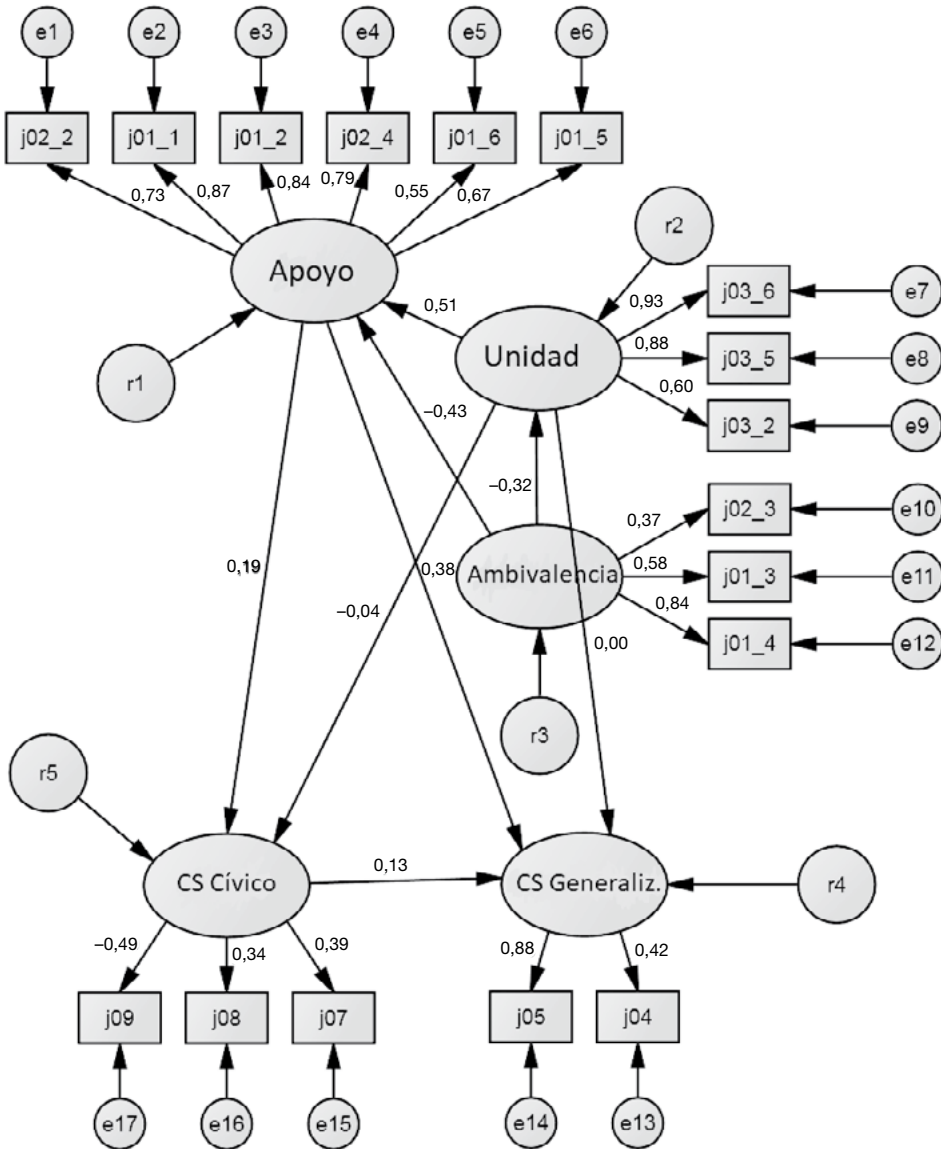 e1 e2 e3 e4 e5 e6
j02_2 j01_1 j01_2 j02_4 j01_6 j01_5
0,73 0,87 0,84 0,79 0,55 0,67
r2
Apoyo
j03_6 e7
0,93
0,51
Unidad
0,88 j03_5 e8
r1
0,60
j03_2 e9
−0,43
−0,32
j02_3 e10
0,37
0,19 0,38 Ambivalencia 0,58 j01_3 e11
−0,04
0,84
0,00 j01_4 e12
r3
r5
CS Cívico 0,13 CS Generaliz. r4
−0,49 0,34 0,39 0,88 0,42
j09 j08 j07 j05 j04
e17 e16 e15 e14 e13